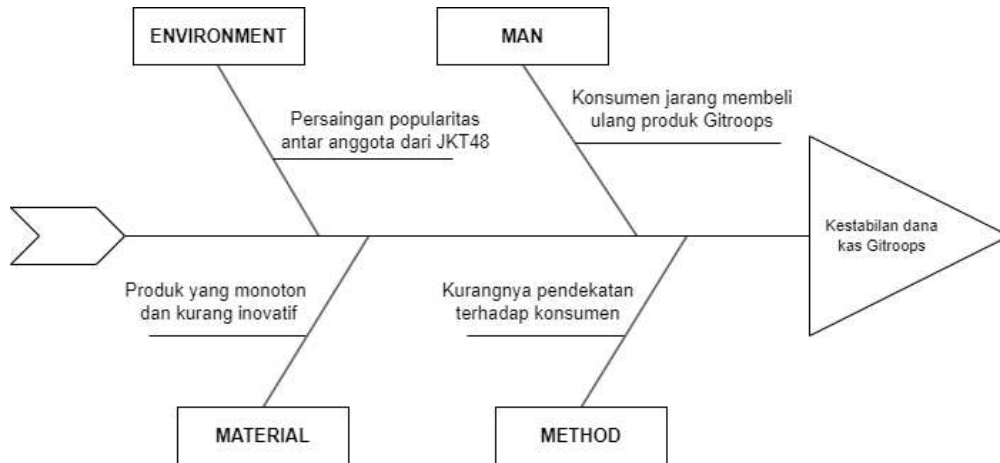 ENVIRONMENT
MAN
Persaingan popularitas
antar anggota dari JKT48
Konsumen jarang membeli
ulang produk Gitroops
Kestabilan dana
kas Gitroops
Produk yang monoton
dan kurang inovatif
Kurangnya pendekatan
terhadap konsumen
MATERIAL
METHOD